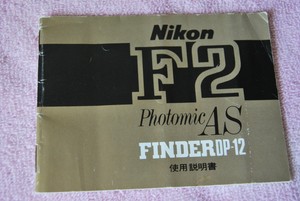 Nikon
F2
Photomic AS
FINDER DP-12
使用説明書